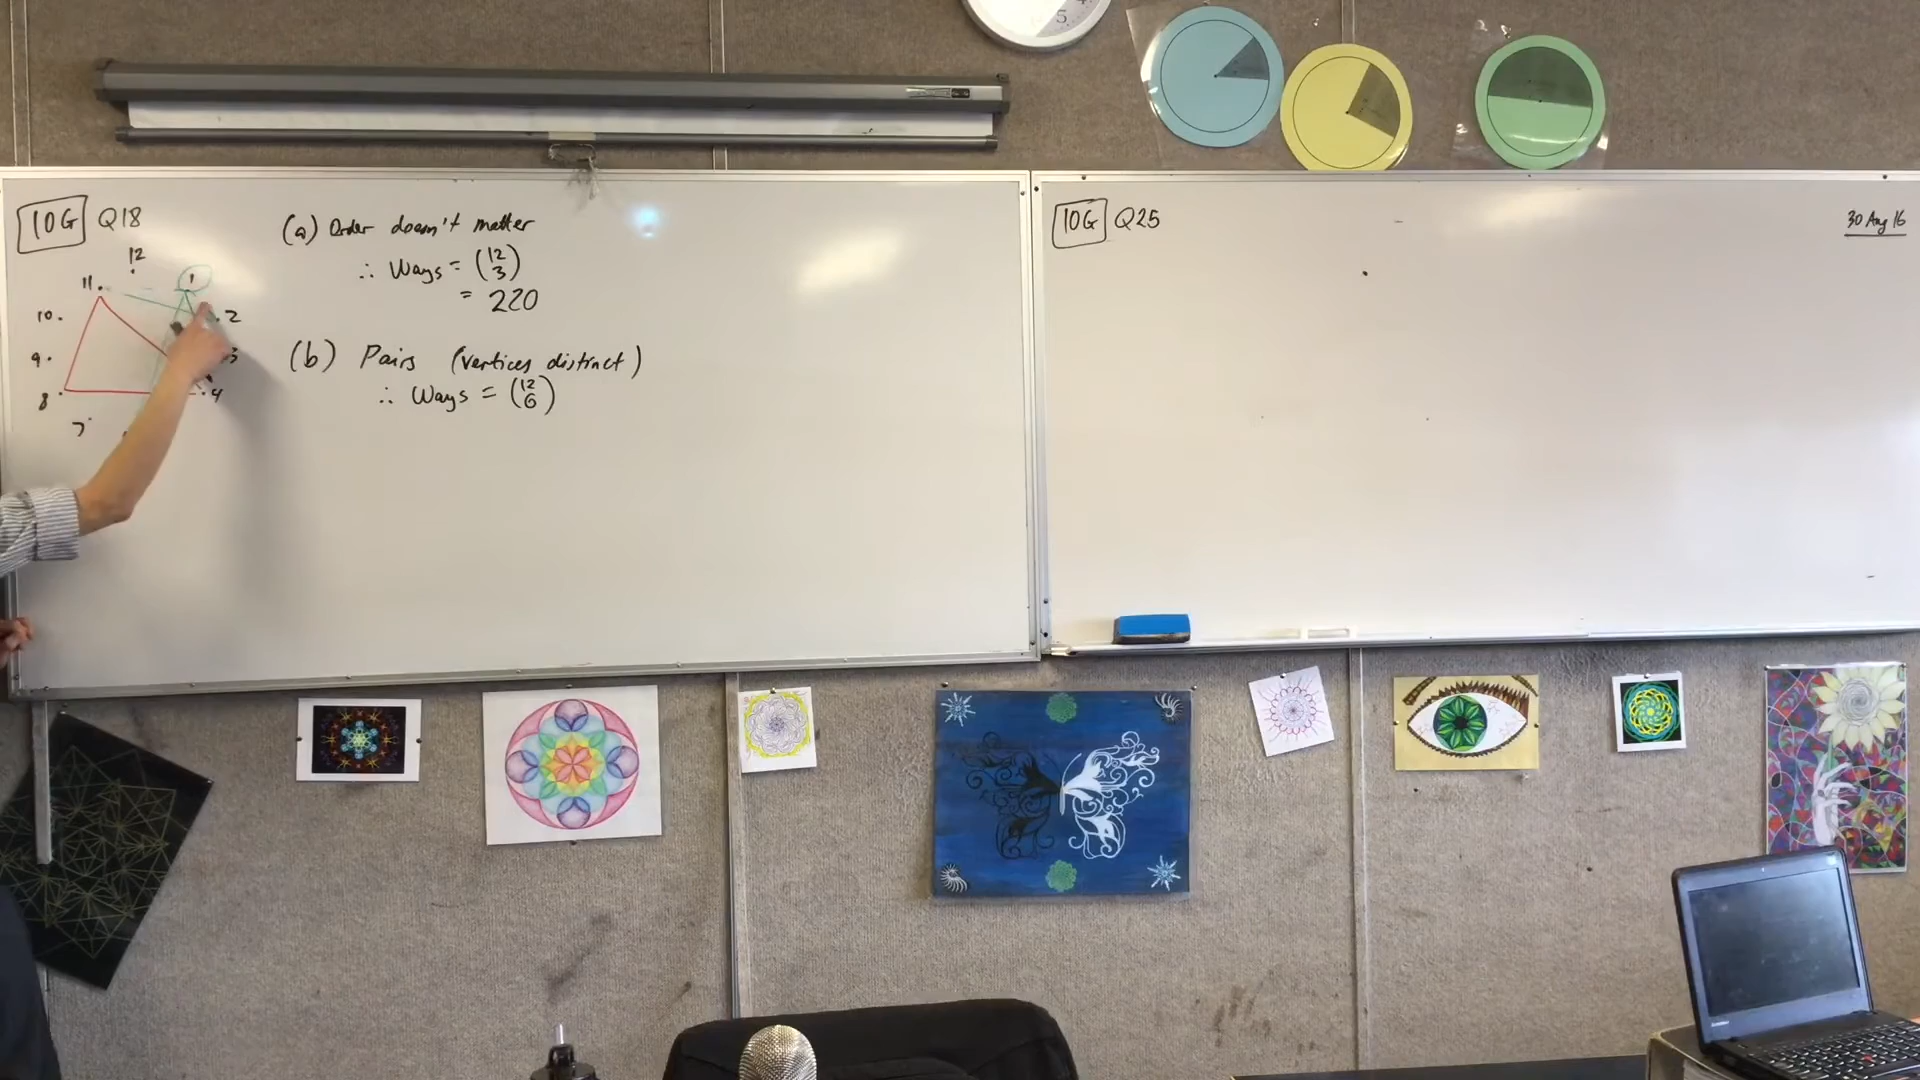 10G Q18
12
11. 1
10. 2
9. 3
8. 4
7
(a) Order doesn't matter
∴ Ways = (12 3)
= 220
(b) Pairs (vertices distinct)
∴ Ways = (12 6)
10G Q25
30 Aug 16
5